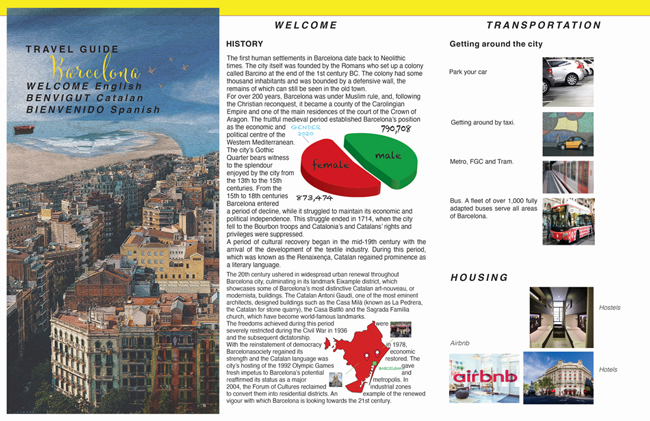 TRAVEL GUIDE
Barcelona
WELCOME English
BENVIGUT Catalan
BIENVENIDO Spanish
WELCOME
HISTORY
The first human settlements in Barcelona date back to Neolithic
times. The city itself was founded by the Romans who set up a colony
called Barcino at the end of the 1st century BC. The colony had some
thousand inhabitants and was bounded by a defensive wall, the
remains of which can still be seen in the old town.
For over 200 years, Barcelona was under Muslim rule, and, following
the Christian reconquest, it became a county of the Carolingian
Empire and one of the main residences of the court of the Crown of
Aragon. The fruitful medieval period established Barcelona's position
as the economic and
political centre of the
Western Mediterranean.
The city's Gothic
Quarter bears witness
to the splendour
enjoyed by the city from
the 13th to the 15th
centuries. From the
15th to 18th centuries
Barcelona entered
a period of decline, while it struggled to maintain its economic and
political independence. This struggle ended in 1714, when the city
fell to the Bourbon troops and Catalonia's and Catalans' rights and
privileges were suppressed.
A period of cultural recovery began in the mid-19th century with the
arrival of the development of the textile industry. During this period,
which was known as the Renaixença, Catalan regained prominence as
a literary language.
The 20th century ushered in widespread urban renewal throughout
Barcelona city, culminating in its landmark Eixample district, which
showcases some of Barcelona's most distinctive Catalan art-nouveau, or
modernista, buildings. The Catalan Antoni Gaudí, one of the most eminent
architects, designed buildings such as the Casa Milà (known as La Pedrera,
the Catalan for stone quarry), the Casa Batlló and the Sagrada Família
church, which have become world-famous landmarks.
The freedoms achieved during this period were
severely restricted during the Civil War in 1936
and the subsequent dictatorship.
With the reinstatement of democracy in 1978,
Barcelonasociety regained its economic
strength and the Catalan language was restored. The
city's hosting of the 1992 Olympic Games gave
fresh impetus to Barcelona's potential and
reaffirmed its status as a major metropolis. In
2004, the Forum of Cultures reclaimed industrial zones
to convert them into residential districts. An example of the renewed
vigour with which Barcelona is looking towards the 21st century.
GENDER
2020
790,708
female
male
873,474
BARCELONA
TRANSPORTATION
Getting around the city
Park your car
Getting around by taxi.
Metro, FGC and Tram.
Bus. A fleet of over 1,000 fully
adapted buses serve all areas
of Barcelona.
HOUSING
Hostels
Airbnb
airbnb
Hotels